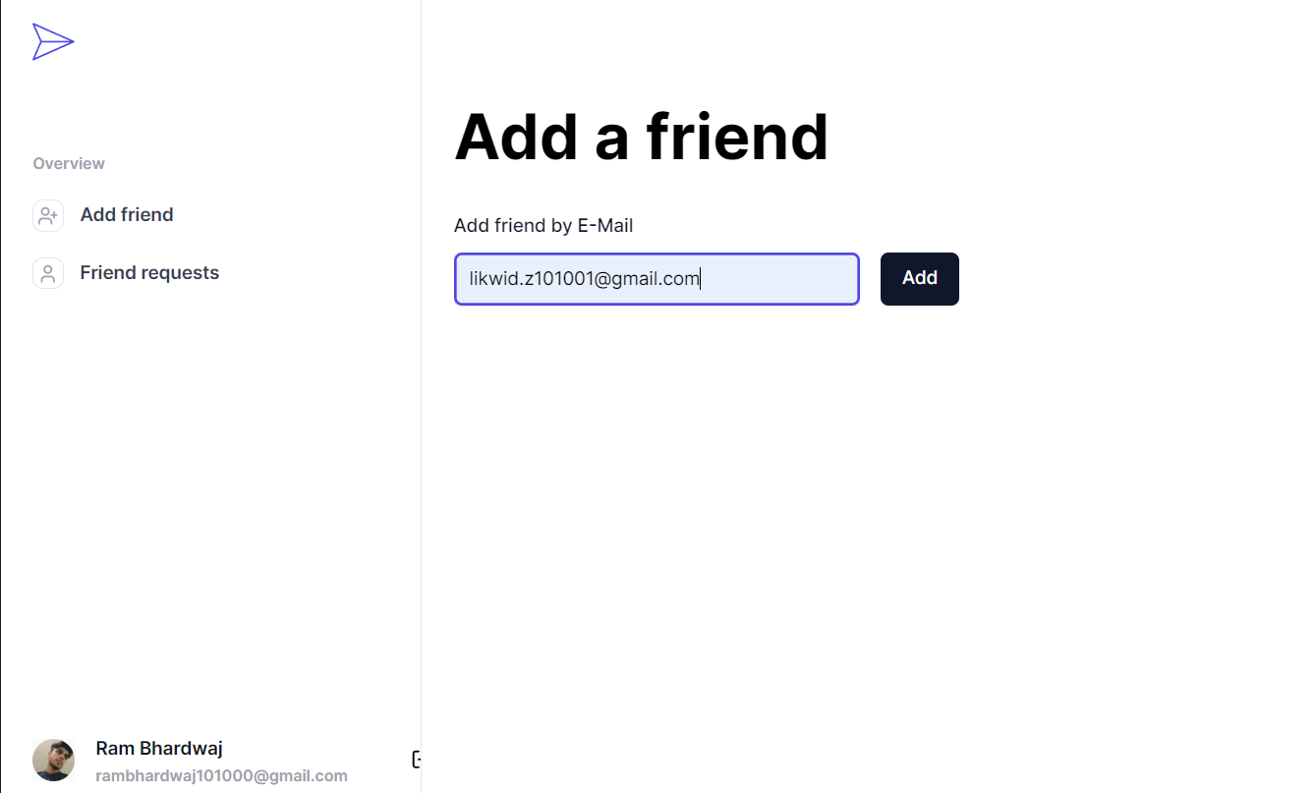 Overview
Add friend
Friend requests
Add a friend
Add friend by E-Mail
likwid.z101001@gmail.com
Add
Ram Bhardwaj
rambhardwaj101000@gmail.com